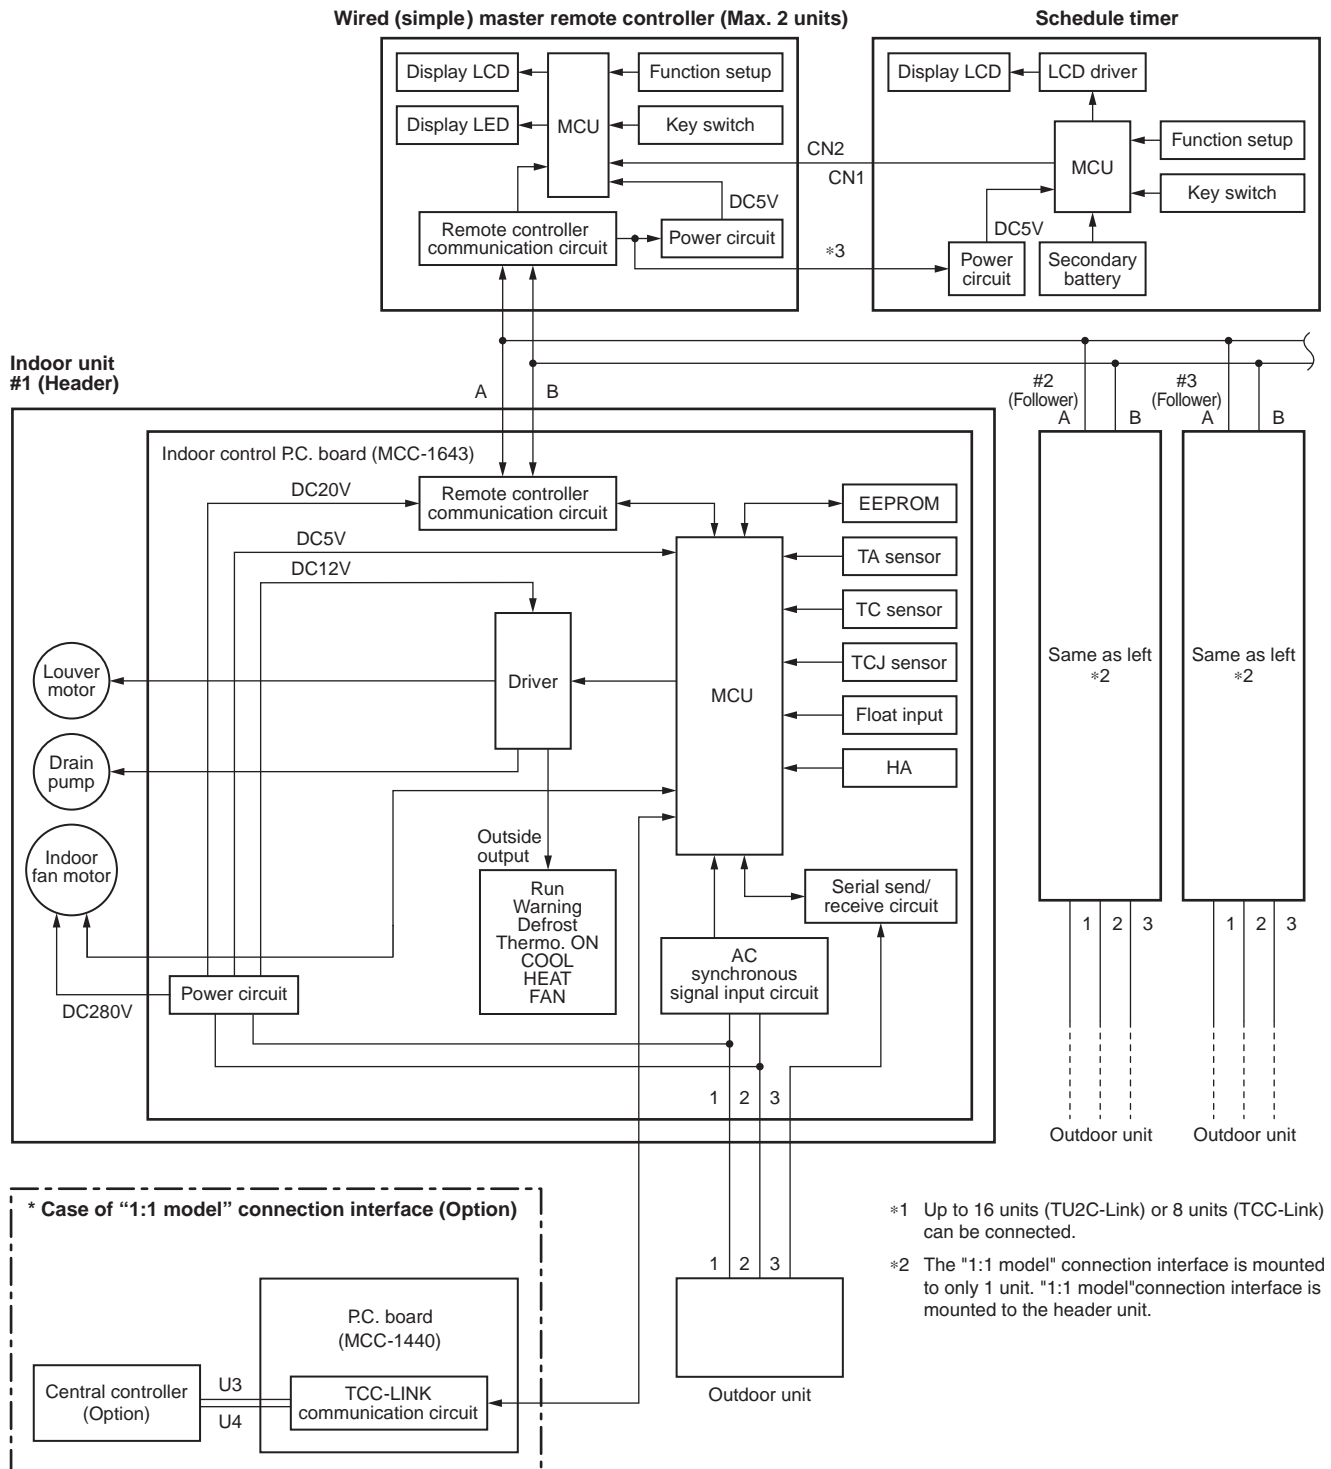 Wired (simple) master remote controller (Max. 2 units)
Schedule timer
Display LCD
MCU
Function setup
Display LED
Key switch
Display LCD
LCD driver
MCU
Function setup
Key switch
CN2
CN1
DC5V
Remote controller
communication circuit
Power circuit
*3
DC5V
Power
circuit
Secondary
battery
Indoor unit
#1 (Header)
A
B
#2
(Follower)
A
B
#3
(Follower)
A
B
Indoor control P.C. board (MCC-1643)
DC20V
Remote controller
communication circuit
EEPROM
DC5V
TA sensor
DC12V
TC sensor
Louver
motor
Driver
MCU
TCJ sensor
Same as left
*2
Same as left
*2
Float input
Drain
pump
HA
Indoor
fan motor
Outside
output
Run
Warning
Defrost
Thermo. ON
COOL
HEAT
FAN
Serial send/
receive circuit
AC
synchronous
signal input circuit
Power circuit
DC280V
1
2
3
1
2
3
1
2
3
Outdoor unit
Outdoor unit
* Case of “1:1 model” connection interface (Option)
P.C. board
(MCC-1440)
Central controller
(Option)
U3
U4
TCC-LINK
communication circuit
1
2
3
Outdoor unit
*1 Up to 16 units (TU2C-Link) or 8 units (TCC-Link)
can be connected.
*2 The "1:1 model" connection interface is mounted
to only 1 unit. "1:1 model"connection interface is
mounted to the header unit.